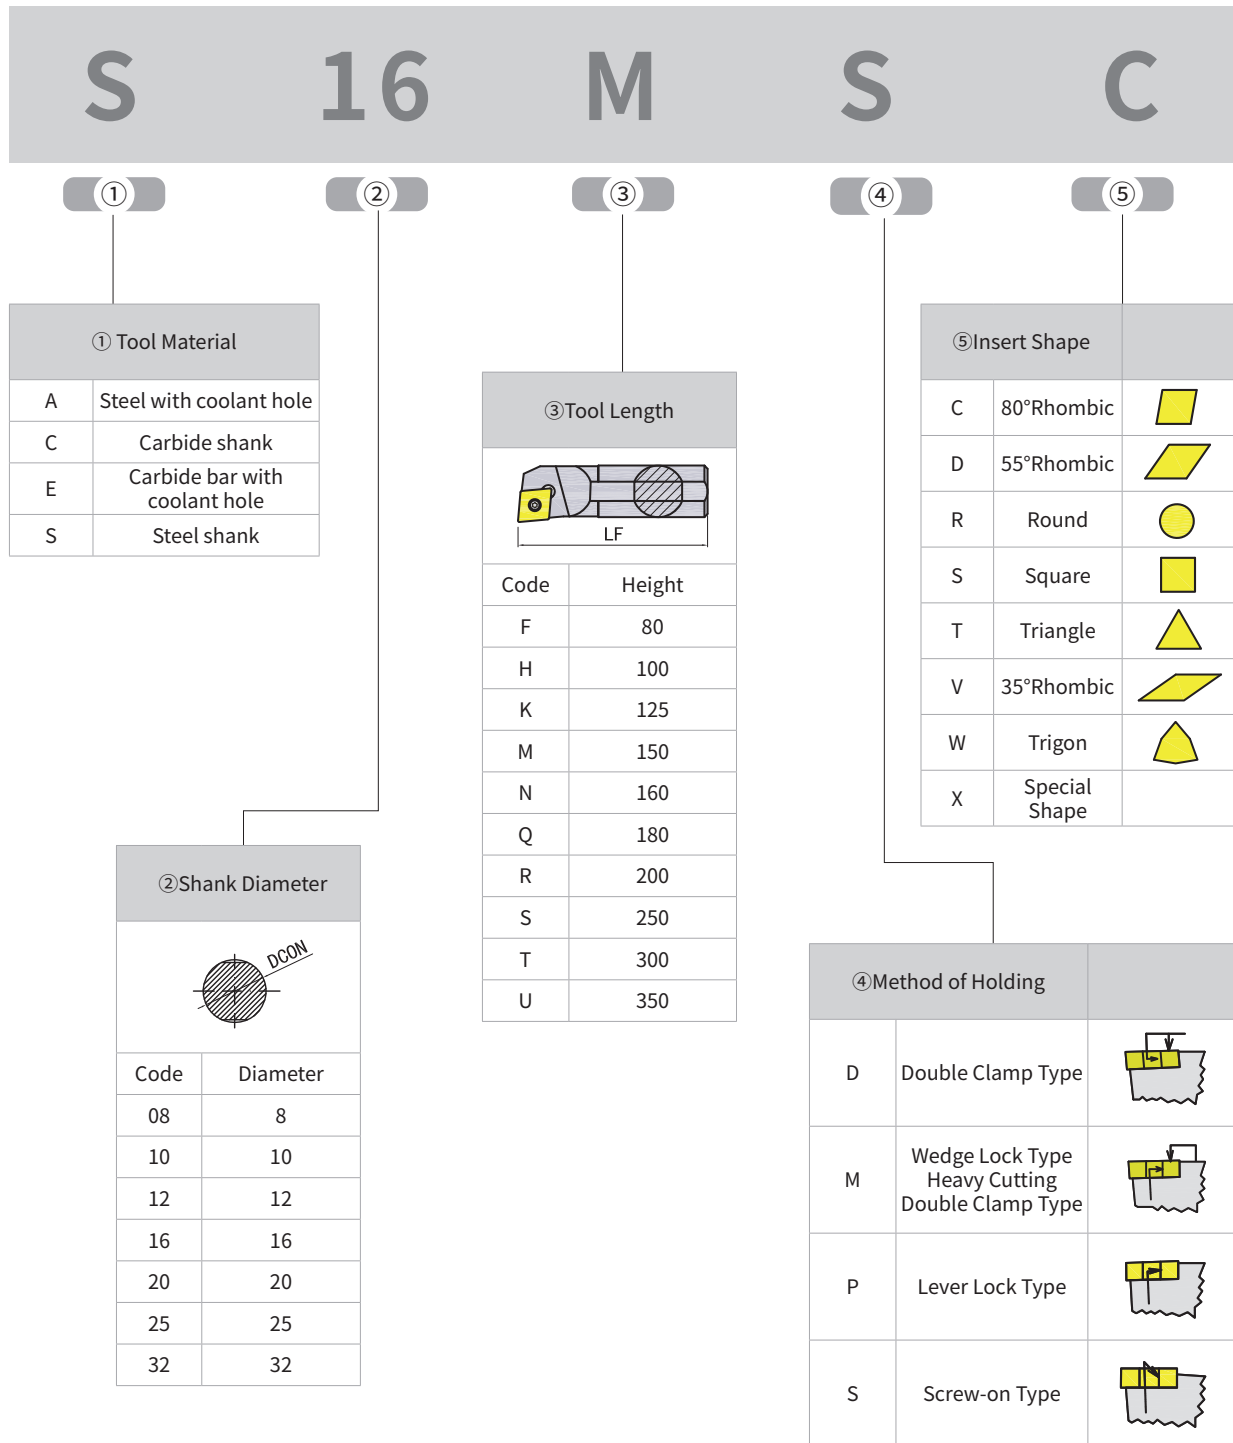 S 16 M S C
① ② ③ ④ ⑤
① Tool Material
A Steel with coolant hole
C Carbide shank
E Carbide bar with
coolant hole
S Steel shank
②Shank Diameter
DCON
Code Diameter
08 8
10 10
12 12
16 16
20 20
25 25
32 32
③Tool Length
LF
Code Height
F 80
H 100
K 125
M 150
N 160
Q 180
R 200
S 250
T 300
U 350
④Method of Holding
D Double Clamp Type
M Wedge Lock Type
Heavy Cutting
Double Clamp Type
P Lever Lock Type
S Screw-on Type
⑤Insert Shape
C 80°Rhombic
D 55°Rhombic
R Round
S Square
T Triangle
V 35°Rhombic
W Trigon
X Special
Shape